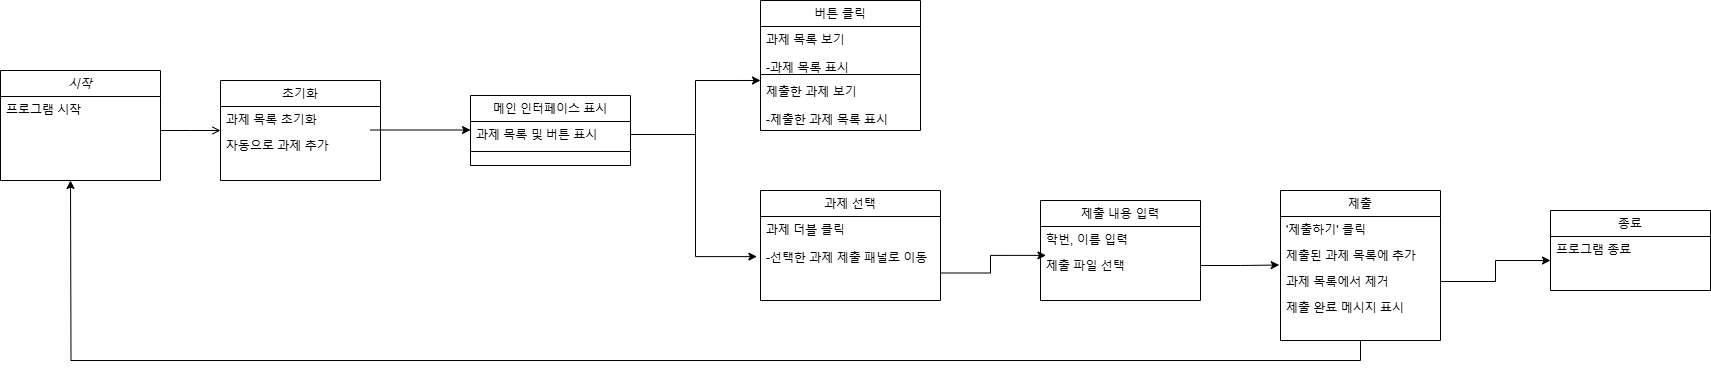 시작
프로그램 시작
초기화
과제 목록 초기화
자동으로 과제 추가
메인 인터페이스 표시
과제 목록 및 버튼 표시
버튼 클릭
과제 목록 보기
-과제 목록 표시
제출한 과제 보기
-제출한 과제 목록 표시
과제 선택
과제 더블 클릭
-선택한 과제 제출 패널로 이동
제출 내용 입력
학번, 이름 입력
제출 파일 선택
제출
'제출하기' 클릭
제출된 과제 목록에 추가
과제 목록에서 제거
제출 완료 메시지 표시
종료
프로그램 종료